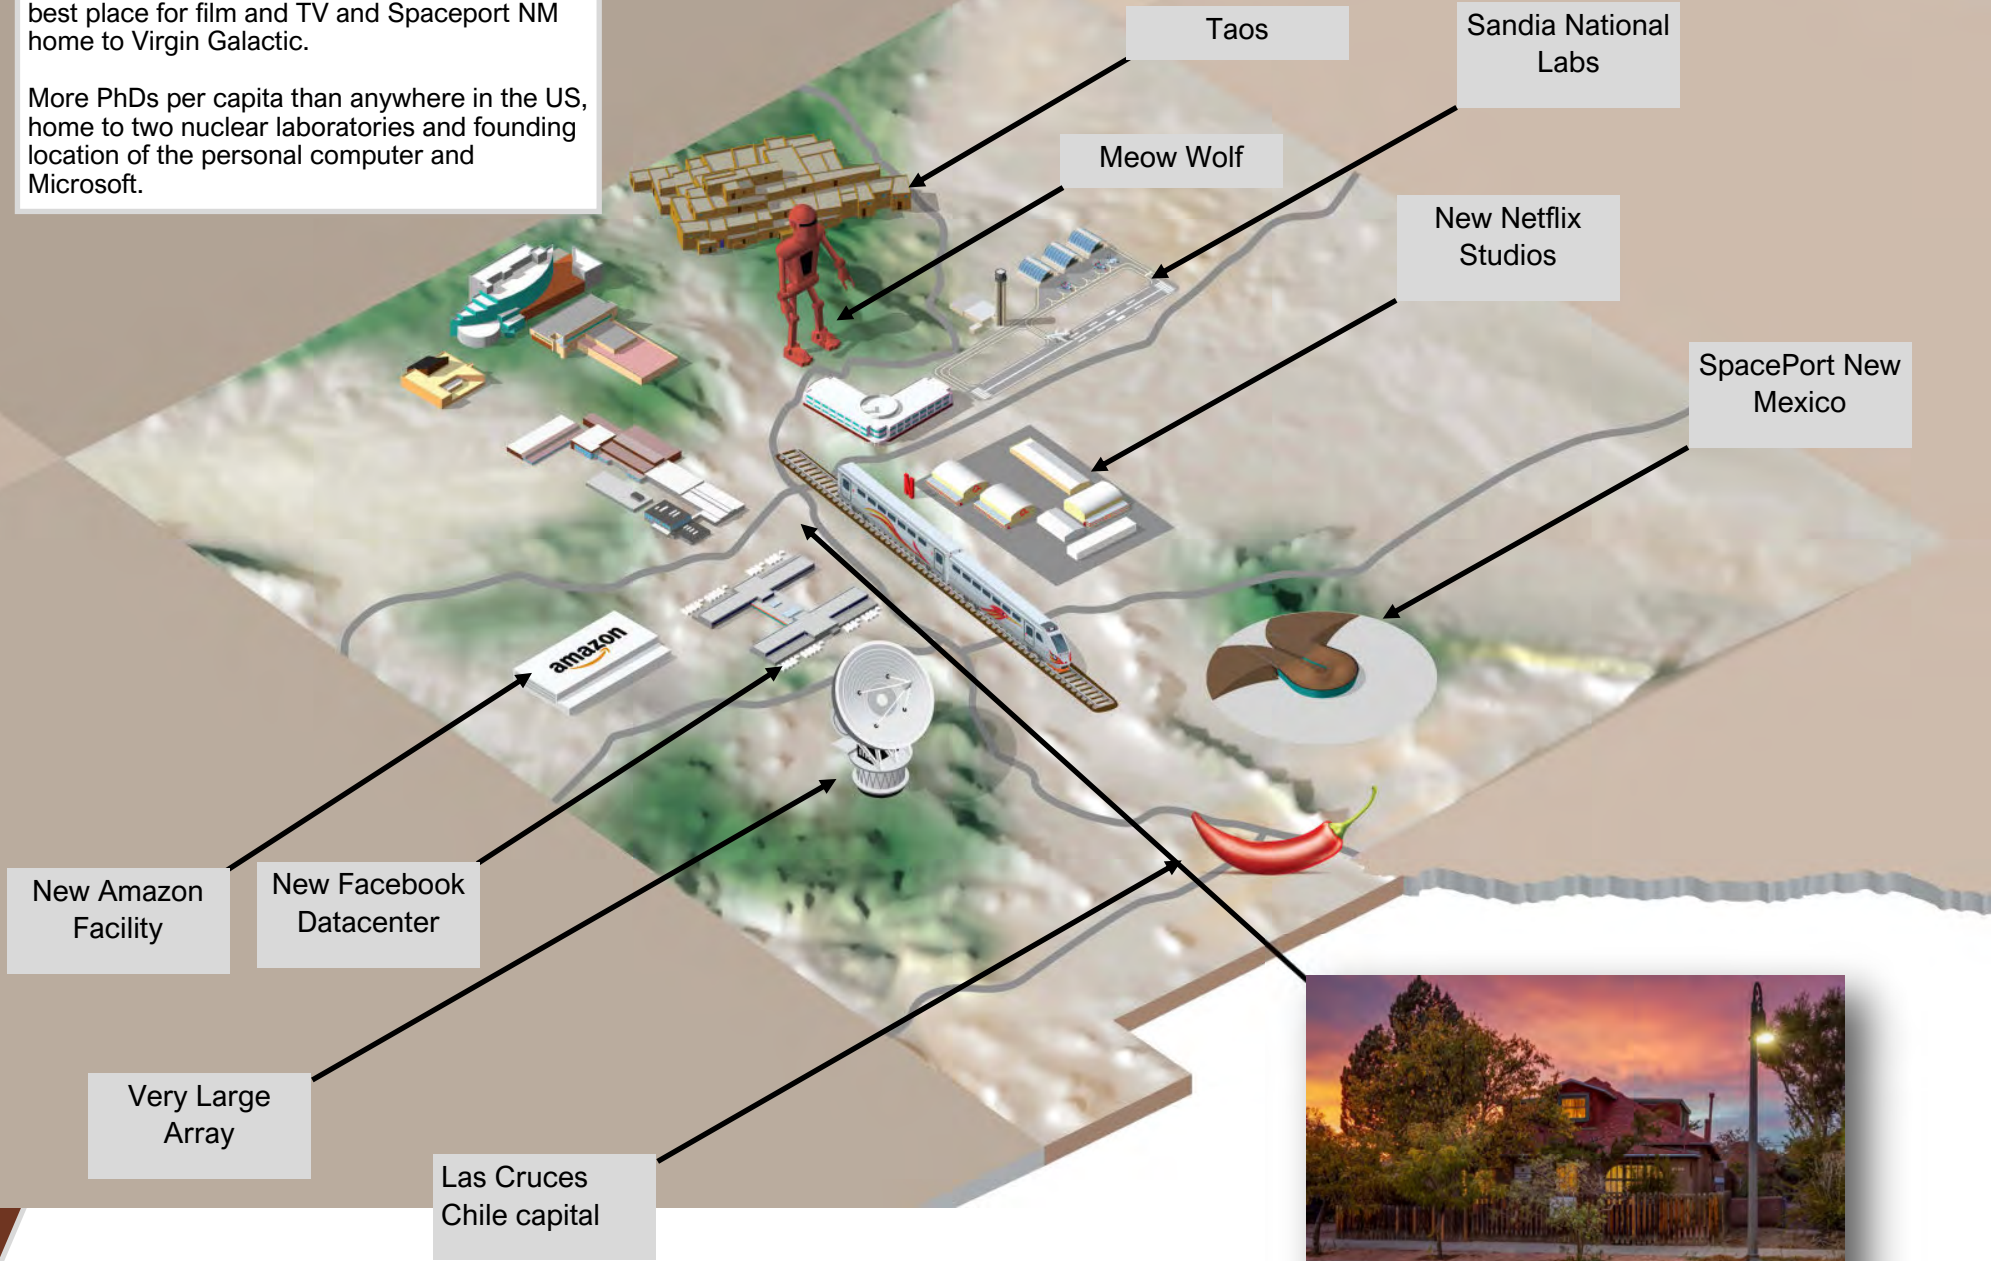 best place for film and TV and Spaceport NM
home to Virgin Galactic.
More PhDs per capita than anywhere in the US,
home to two nuclear laboratories and founding
location of the personal computer and
Microsoft.
Taos
Sandia National
Labs
Meow Wolf
New Netflix
Studios
SpacePort New
Mexico
N
amazon
New Amazon
Facility
New Facebook
Datacenter
Very Large
Array
Las Cruces
Chile capital